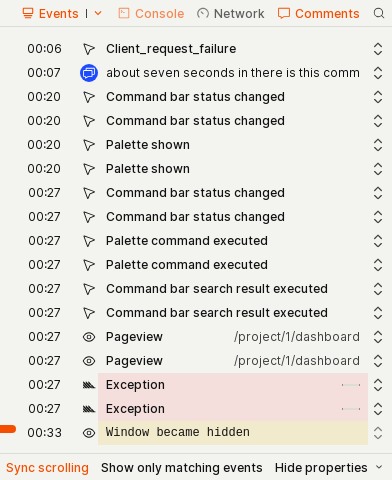 Events Console Network Comments
00:06 Client_request_failure
00:07 about seven seconds in there is this comm
00:20 Command bar status changed
00:20 Command bar status changed
00:20 Palette shown
00:20 Palette shown
00:27 Command bar status changed
00:27 Command bar status changed
00:27 Palette command executed
00:27 Palette command executed
00:27 Command bar search result executed
00:27 Command bar search result executed
00:27 Pageview /project/1/dashboard
00:27 Pageview /project/1/dashboard
00:27 Exception
00:27 Exception
00:33 Window became hidden
Sync scrolling Show only matching events Hide properties